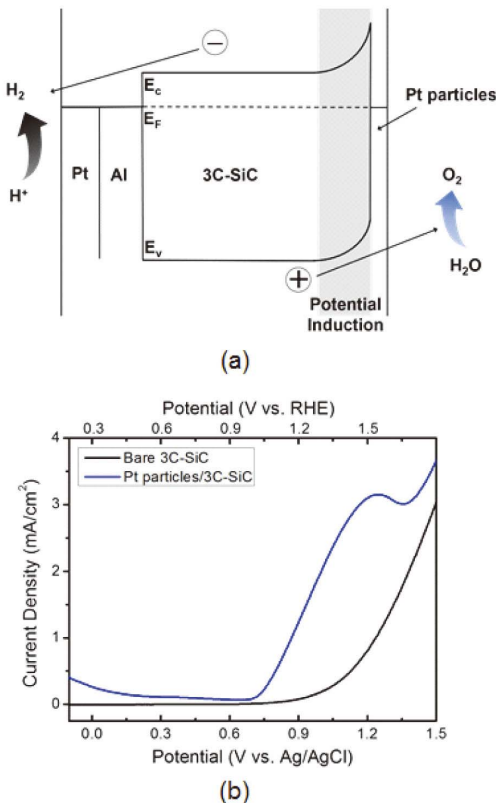 H2
H+
Pt
Al
−
Ec
EF
3C-SiC
Ev
+
Potential
Induction
Pt particles
O2
H2O
(a)
Potential (V vs. RHE)
0.3 0.6 0.9 1.2 1.5
Bare 3C-SiC
Pt particles/3C-SiC
Current Density (mA/cm²)
4
3
2
1
0
0.0 0.3 0.6 0.9 1.2 1.5
Potential (V vs. Ag/AgCl)
(b)